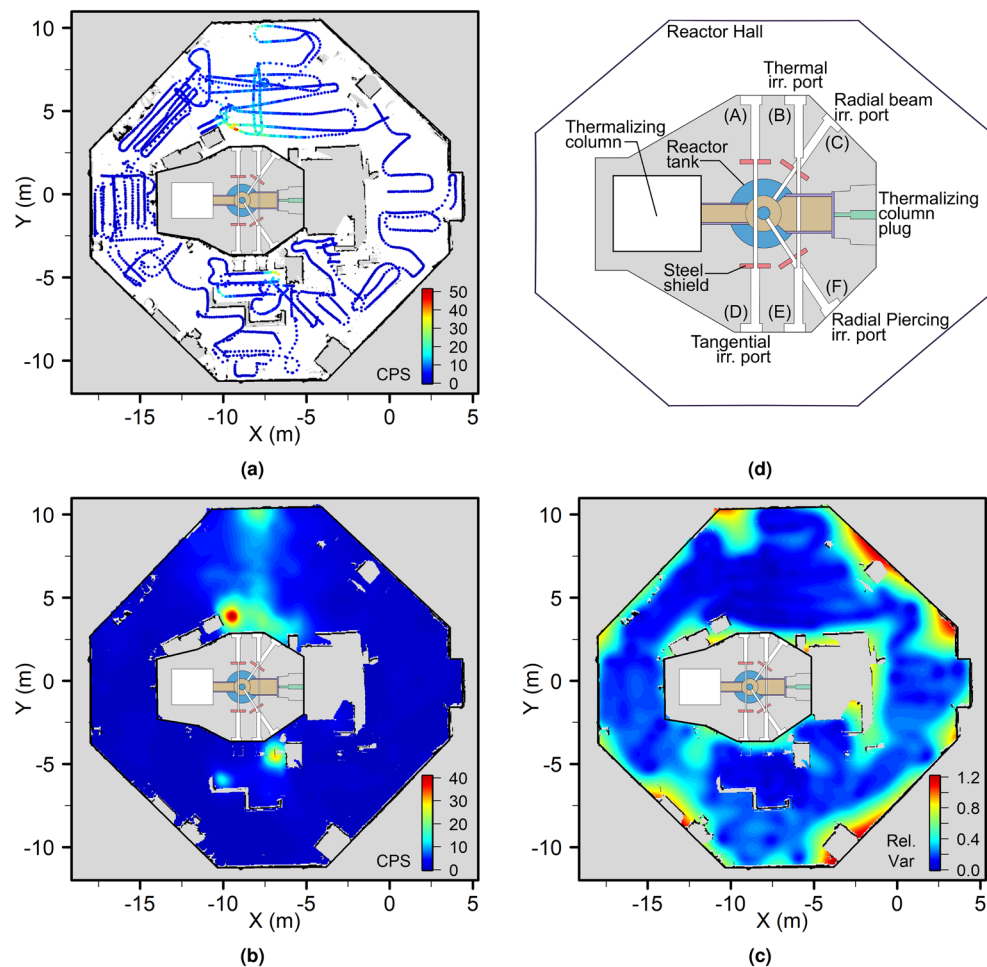 10
5
0
-5
-10
Y (m)
-15
-10
-5
0
5
X (m)
50
40
30
20
10
0
CPS
(a)
Reactor Hall
Thermal
irr. port
Radial beam
irr. port
(A)
(B)
(C)
Thermalizing
column
Reactor
tank
Thermalizing
column
plug
Steel
shield
(D)
(E)
(F)
Tangential
irr. port
Radial Piercing
irr. port
(d)
10
5
0
-5
-10
Y (m)
-15
-10
-5
0
5
X (m)
40
30
20
10
0
CPS
(b)
10
5
0
-5
-10
Y (m)
-15
-10
-5
0
5
X (m)
1.2
0.8
0.4
0.0
Rel.
Var
(c)